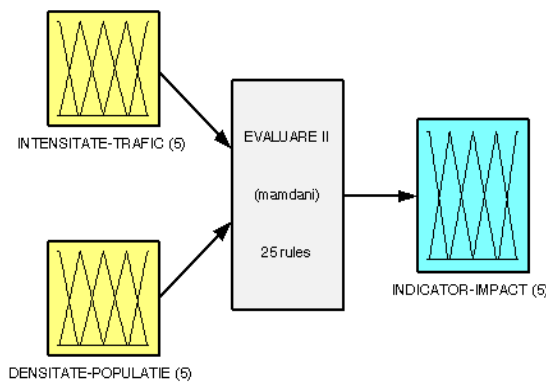 INTENSITATE-TRAFIC (5)
EVALUARE II
(mamdani)
25 rules
INDICATOR-IMPACT (5)
DENSITATE-POPULATIE (5)